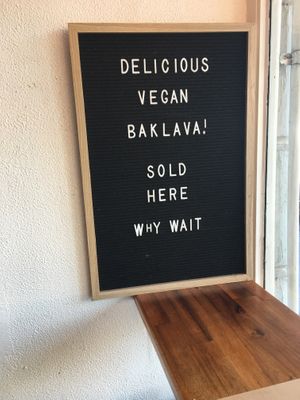 DELICIOUS
VEGAN
BAKLAVA!
SOLD
HERE
WHY WAIT